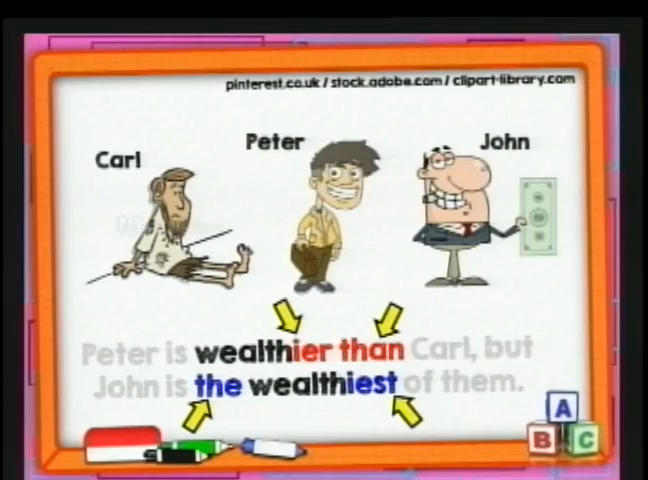 pinterest.co.uk / stock.adobe.com / clipart-library.com
Peter
John
Carl
Peter is wealthier than Carl, but
John is the wealthiest of them.
A
B C